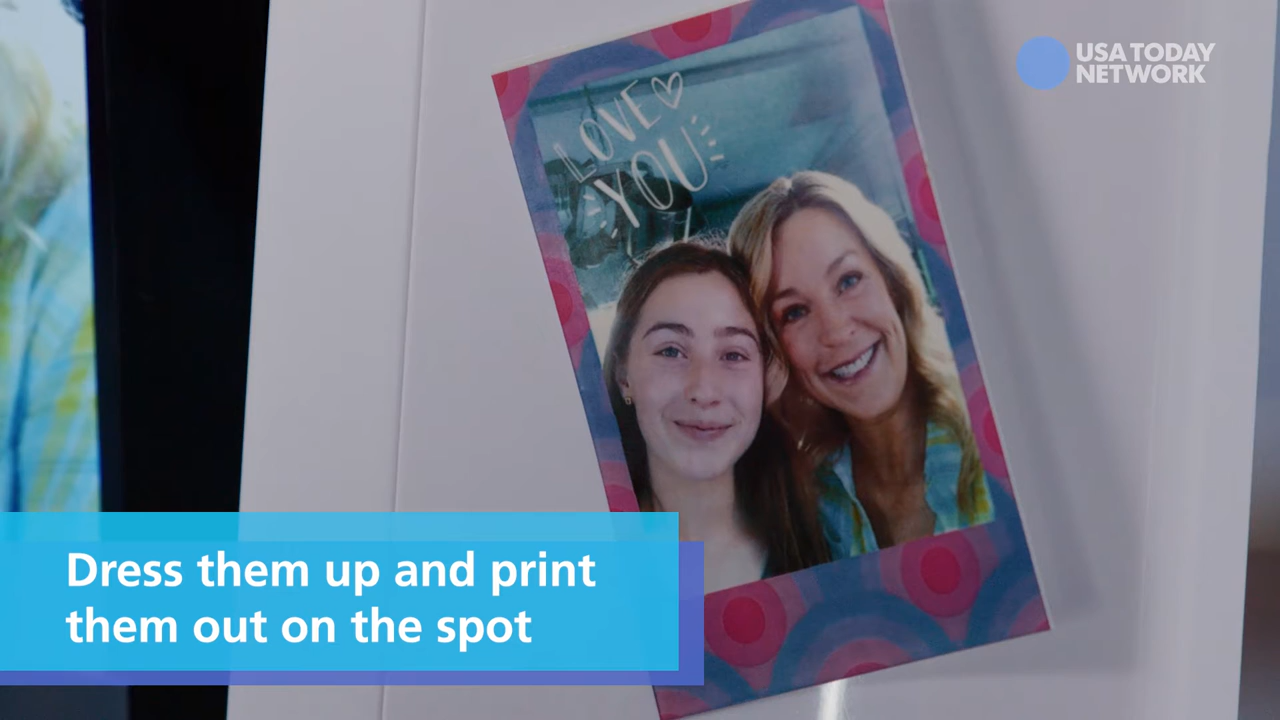 USA TODAY
NETWORK
LOVE
YOU
Dress them up and print
them out on the spot